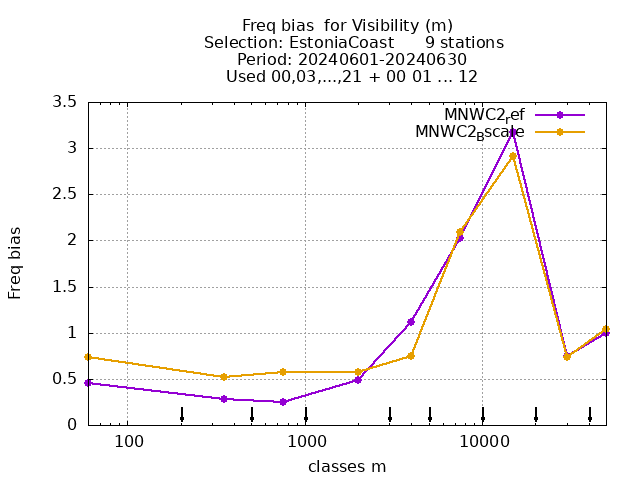 Freq bias  for Visibility (m)
Selection: EstoniaCoast      9 stations
Period: 20240601-20240630
Used 00,03,...,21 + 00 01 ... 12
MNWC2_ref
MNWC2_Bscale
3.5
3
2.5
2
1.5
1
0.5
0
Freq bias
100 1000 10000
classes m